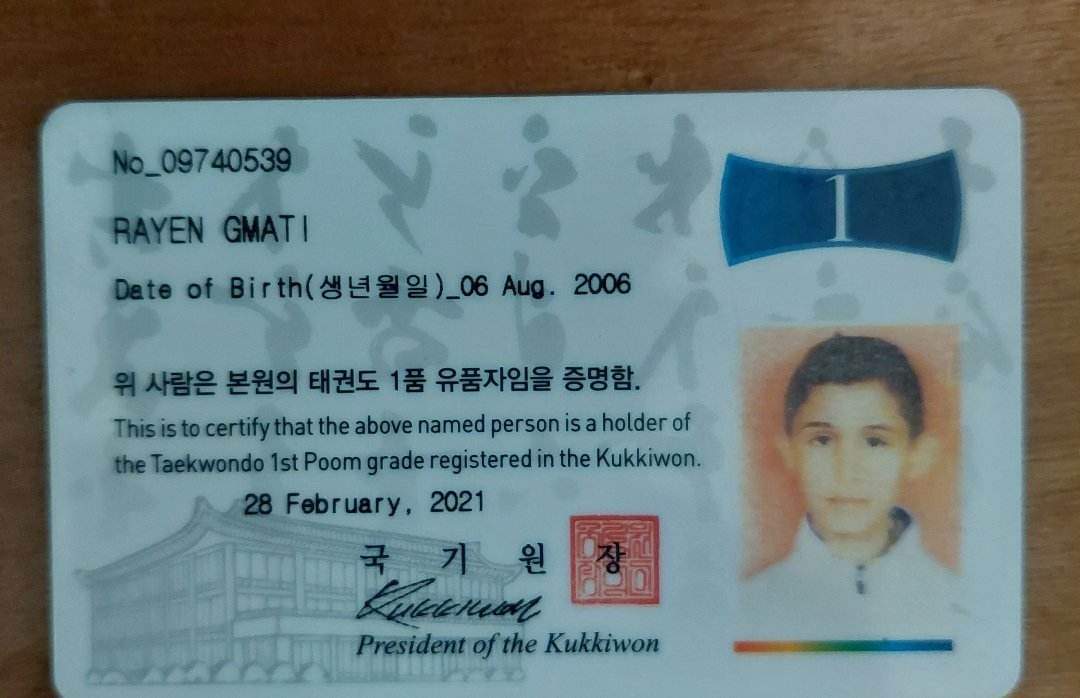 No_09740539
1
RAYEN GMATI
Date of Birth(생년월일)_06 Aug. 2006
위 사람은 본원의 태권도 1품 유품자임을 증명함.
This is to certify that the above named person is a holder of
the Taekwondo 1st Poom grade registered in the Kukkiwon.
28 February, 2021
국 기 원 장
Kukkiwon
President of the Kukkiwon